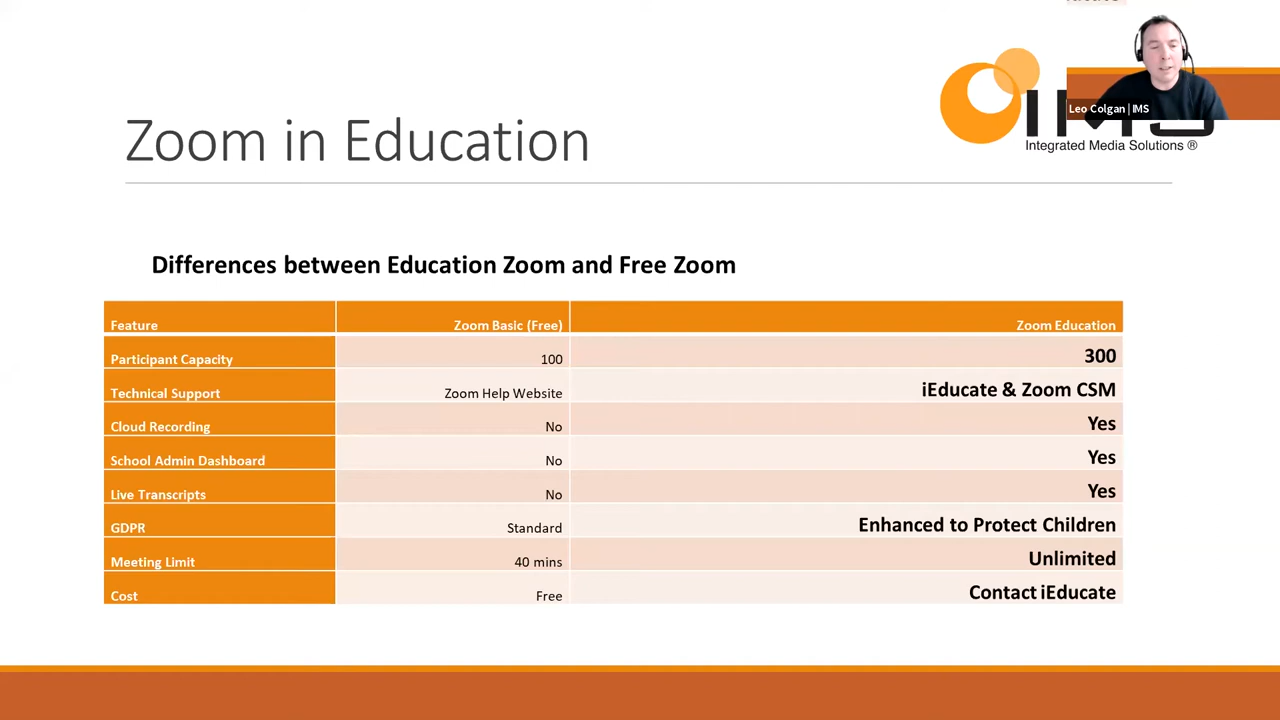 Leo Colgan | IMS
Integrated Media Solutions ®
Zoom in Education
Differences between Education Zoom and Free Zoom
Feature Zoom Basic (Free) Zoom Education
Participant Capacity 100 300
Technical Support Zoom Help Website iEducate & Zoom CSM
Cloud Recording No Yes
School Admin Dashboard No Yes
Live Transcripts No Yes
GDPR Standard Enhanced to Protect Children
Meeting Limit 40 mins Unlimited
Cost Free Contact iEducate